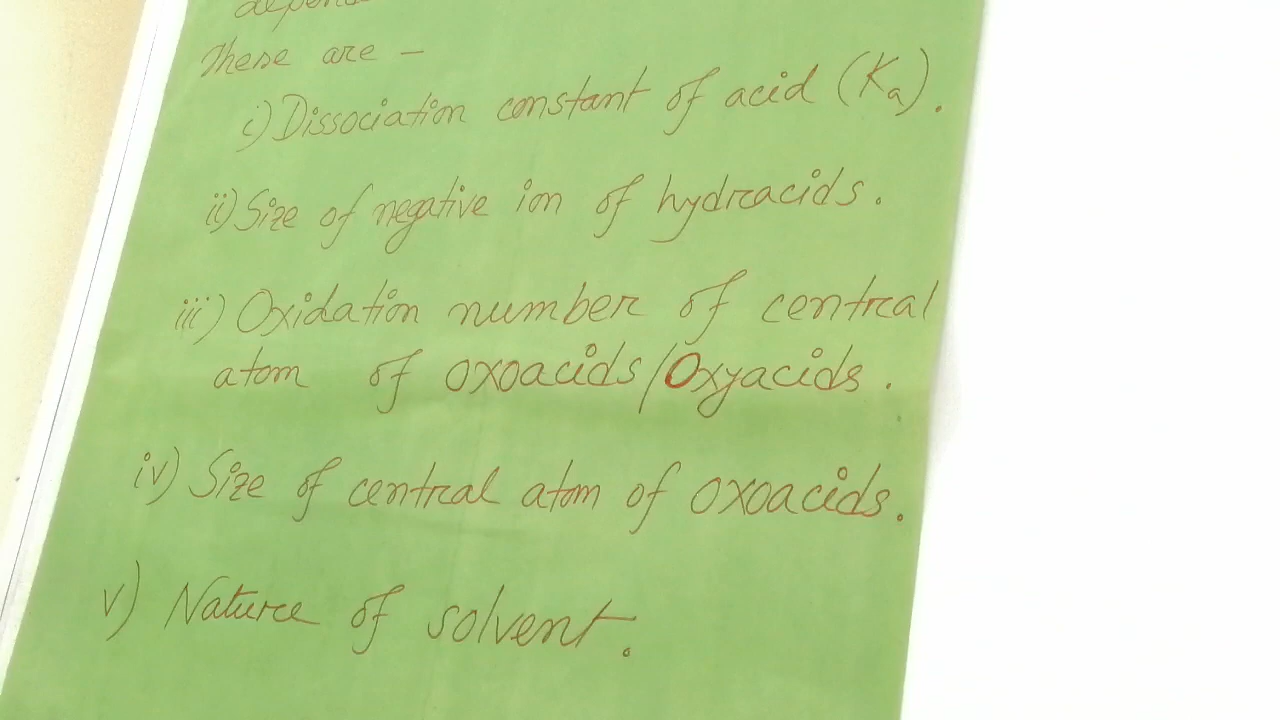 These are –
i) Dissociation constant of acid (Ka).
ii) Size of negative ion of hydracids.
iii) Oxidation number of central
atom of oxoacids/Oxyacids.
iv) Size of central atom of oxoacids.
v) Nature of solvent.